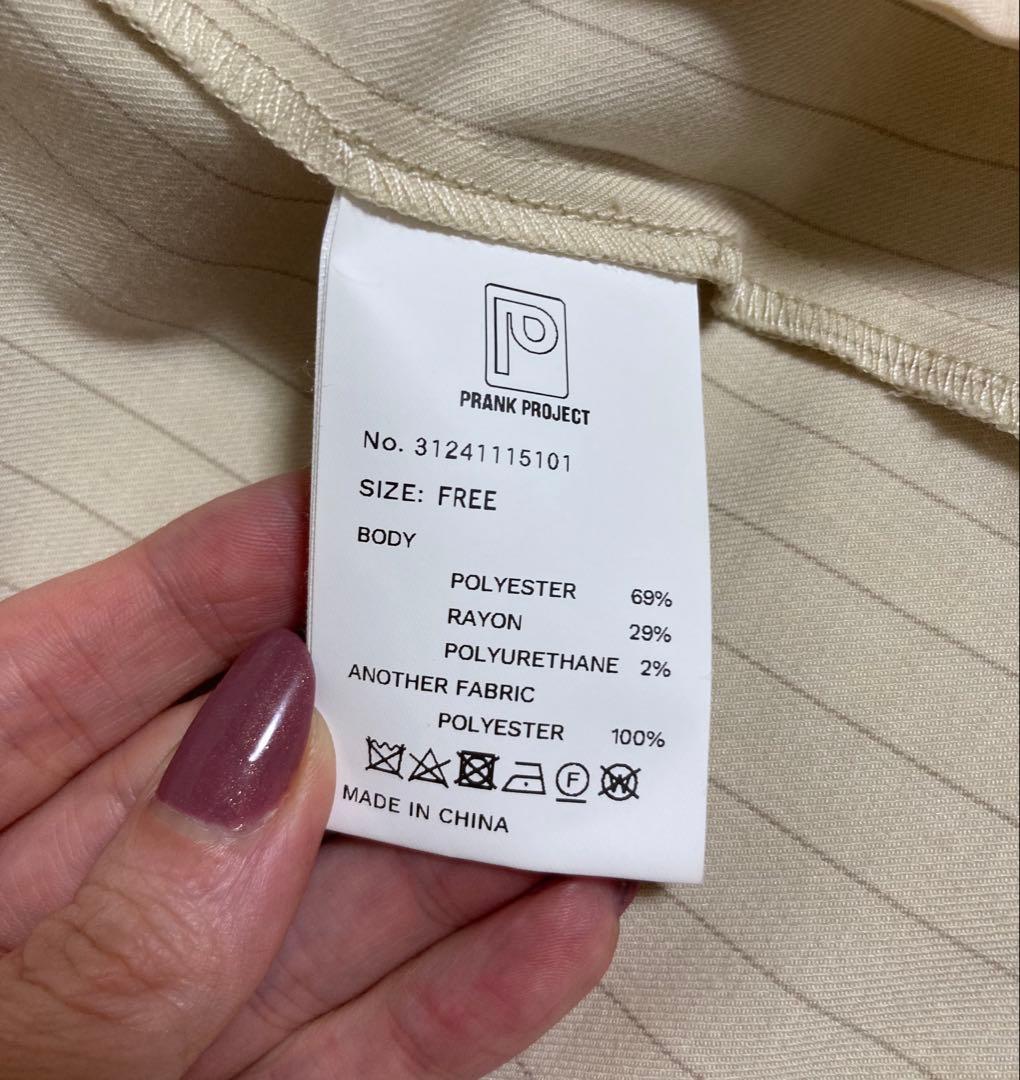 PRANK PROJECT
No. 31241115101
SIZE: FREE
BODY
POLYESTER 69%
RAYON 29%
POLYURETHANE 2%
ANOTHER FABRIC
POLYESTER 100%
F W
MADE IN CHINA